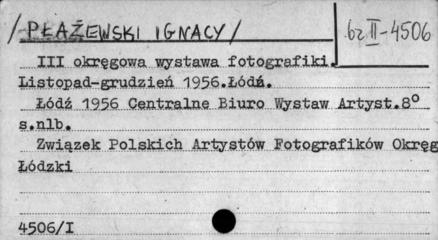 /PŁAŻEWSKI IGNACY/
bz II-4506
III okręgowa wystawa fotografiki.
Listopad-grudzień 1956.Łódź.
Łódź 1956 Centralne Biuro Wystaw Artyst.8°
s.nlb.
Związek Polskich Artystów Fotografików Okręg
Łódzki
4506/I